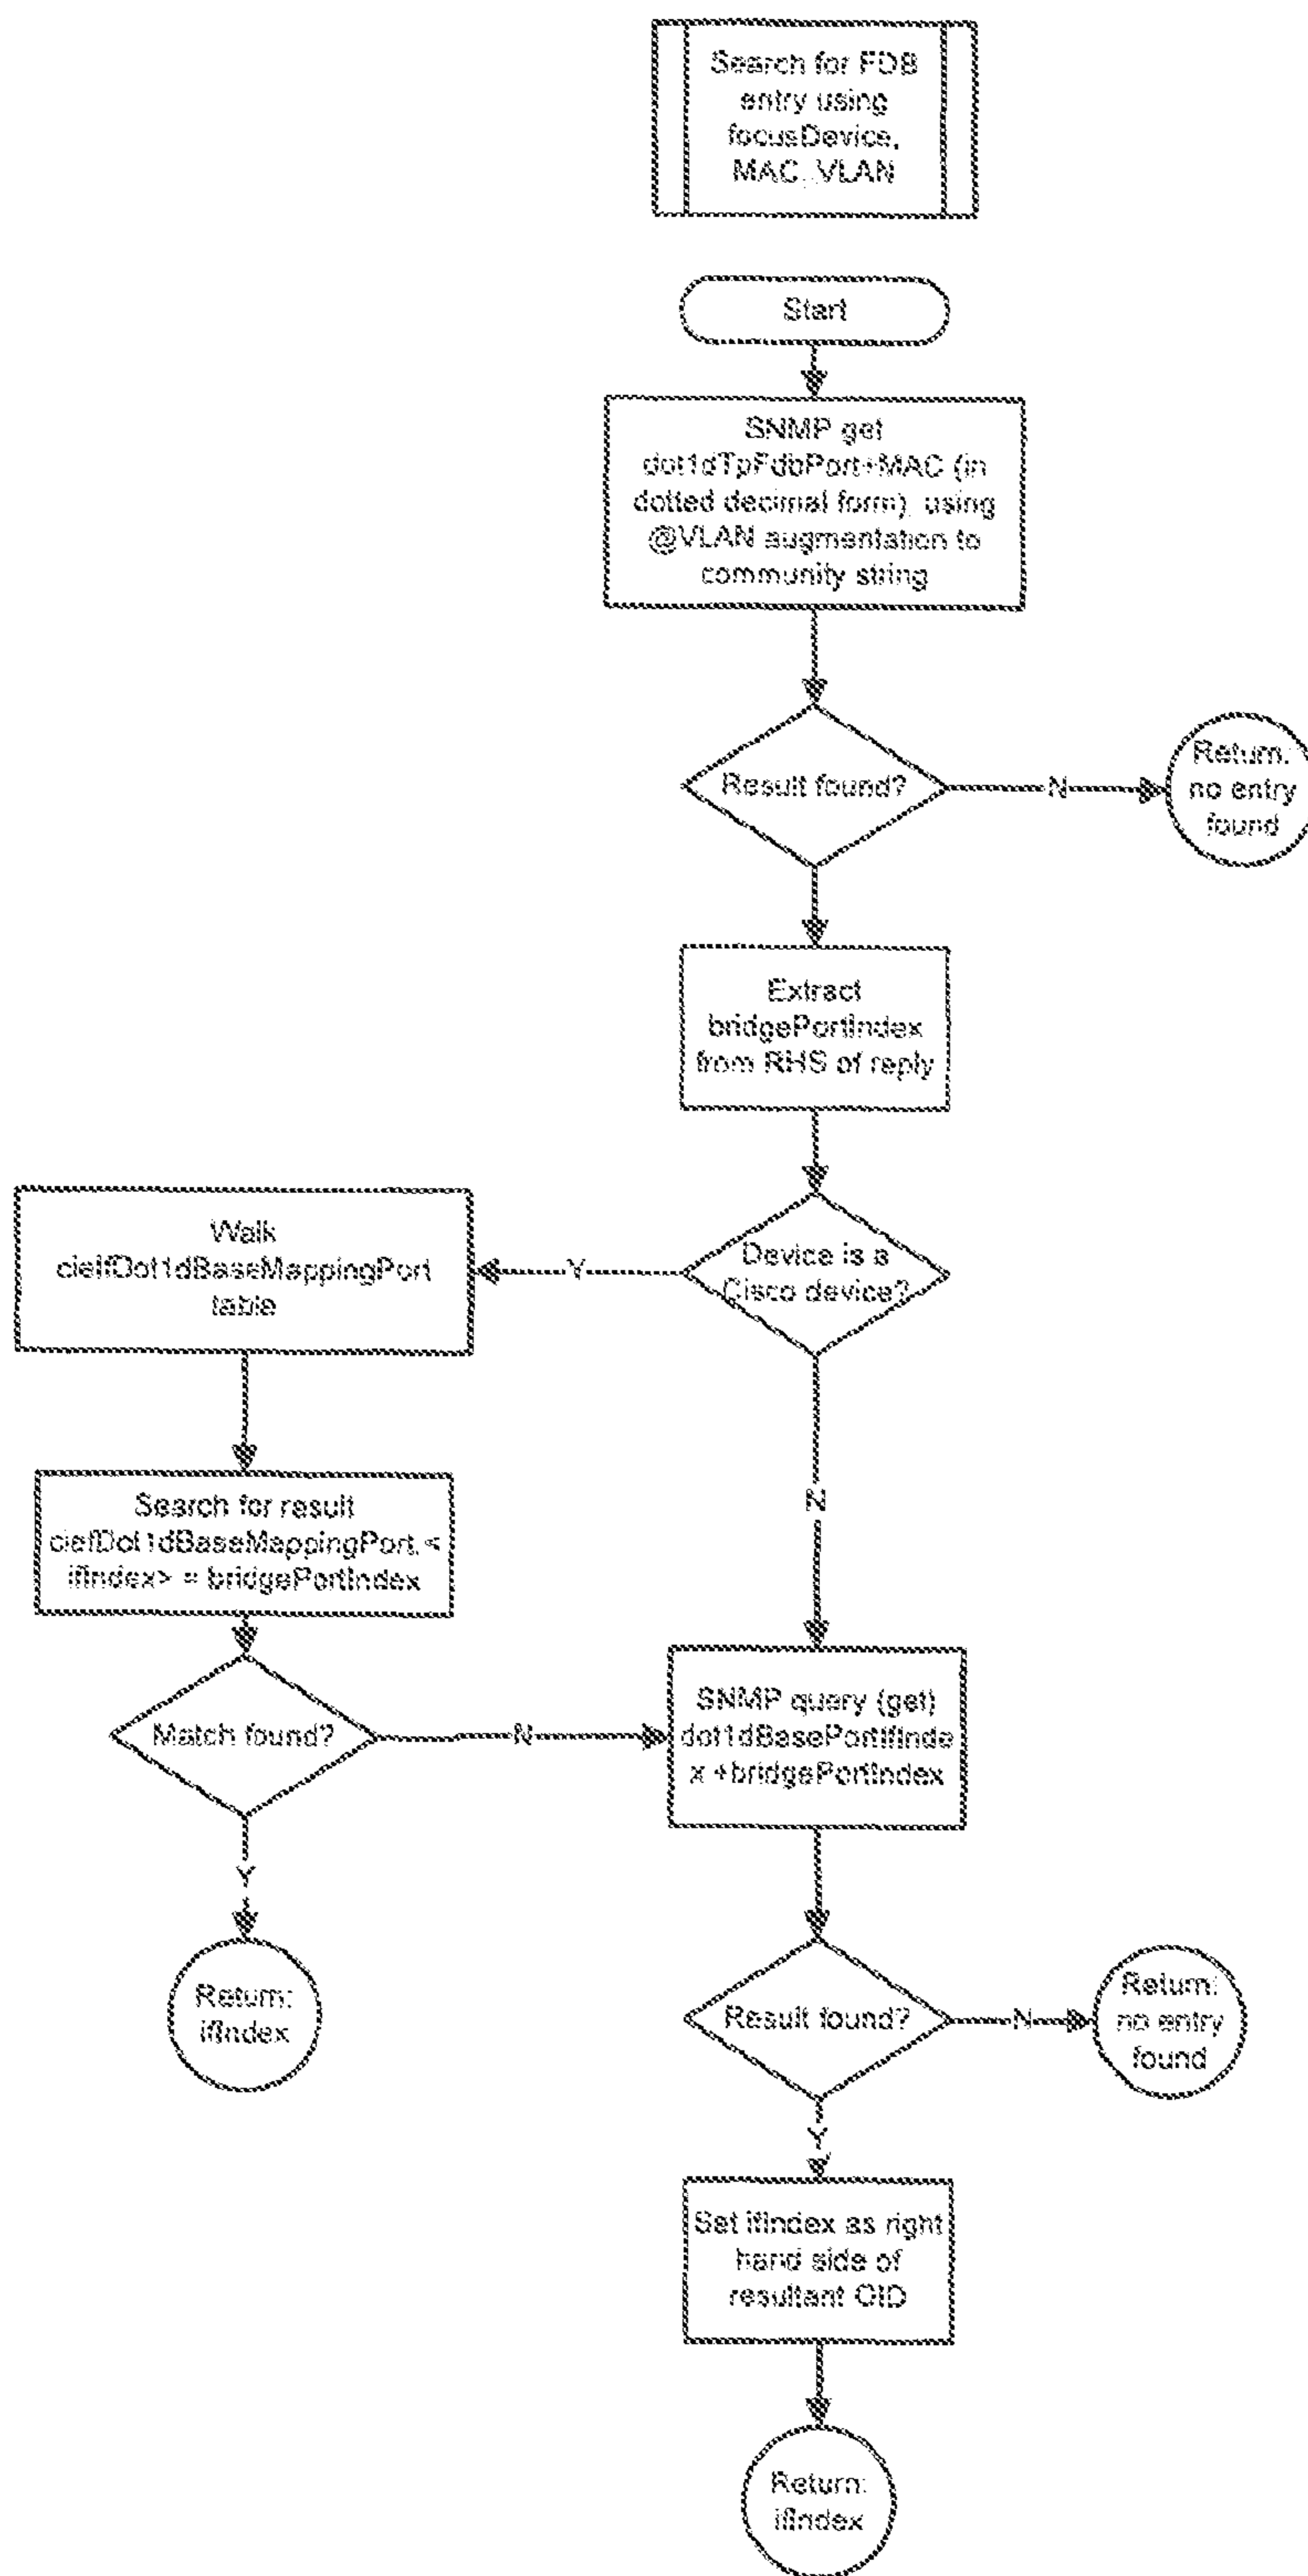 Search for FDB
entry using
focusDevice,
MAC, VLAN
Start
SNMP get
dot1dTpFdbPort+MAC (in
dotted decimal form), using
@VLAN augmentation to
community string
Result found?
N
Return:
no entry
found
Extract
bridgePortIndex
from RHS of reply
Device is a
Cisco device?
Y
Walk
cieIfDot1dBaseMappingPort
table
N
Search for result
ciefDot1dBaseMappingPort.<
ifIndex> = bridgePortIndex
Match found?
N
SNMP query (get)
dot1dBasePortIfInde
x +bridgePortIndex
Y
Return:
ifIndex
Result found?
N
Return:
no entry
found
Y
Set ifIndex as right
hand side of
resultant OID
Return:
ifIndex